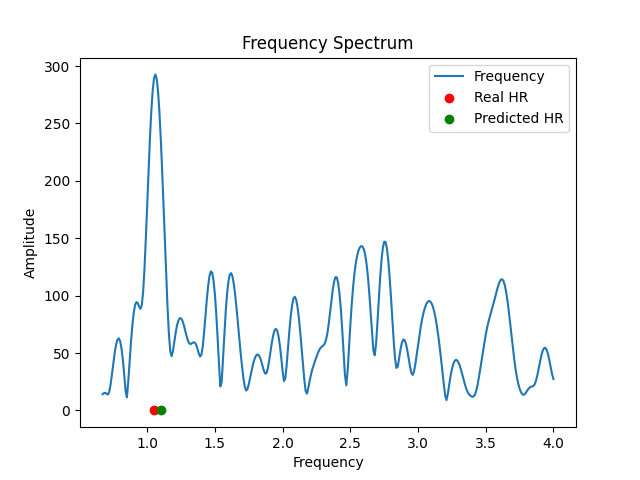 Frequency Spectrum
Frequency
Real HR
Predicted HR
300
250
200
150
100
50
0
Amplitude
1.0 1.5 2.0 2.5 3.0 3.5 4.0
Frequency